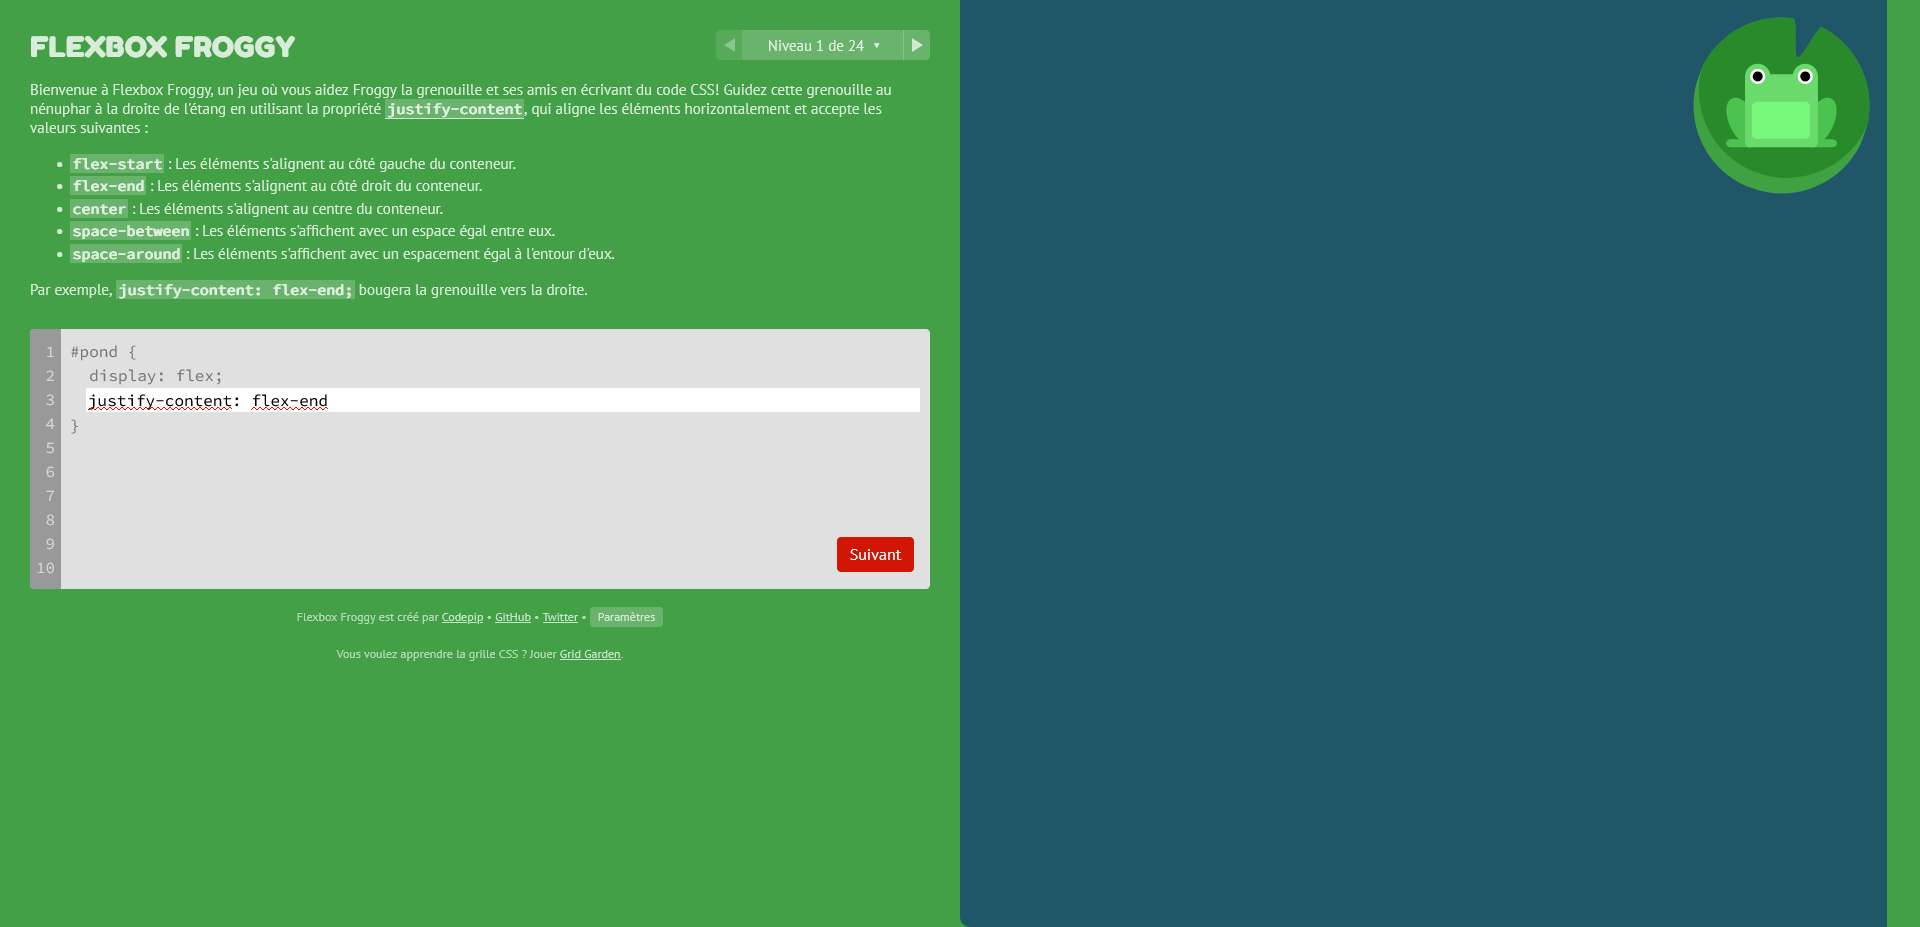 FLEXBOX FROGGY
◀ Niveau 1 de 24 ▼ ▶
Bienvenue à Flexbox Froggy, un jeu où vous aidez Froggy la grenouille et ses amis en écrivant du code CSS! Guidez cette grenouille au
nénuphar à la droite de l'étang en utilisant la propriété justify-content, qui aligne les éléments horizontalement et accepte les
valeurs suivantes :
• flex-start : Les éléments s'alignent au côté gauche du conteneur.
• flex-end : Les éléments s'alignent au côté droit du conteneur.
• center : Les éléments s'alignent au centre du conteneur.
• space-between : Les éléments s'affichent avec un espace égal entre eux.
• space-around : Les éléments s'affichent avec un espacement égal à l'entour d'eux.
Par exemple, justify-content: flex-end; bougera la grenouille vers la droite.
1 #pond {
2 display: flex;
3 justify-content: flex-end
4 }
5
6
7
8
9
10
Suivant
Flexbox Froggy est créé par Codepip • GitHub • Twitter • Paramètres
Vous voulez apprendre la grille CSS ? Jouer Grid Garden.